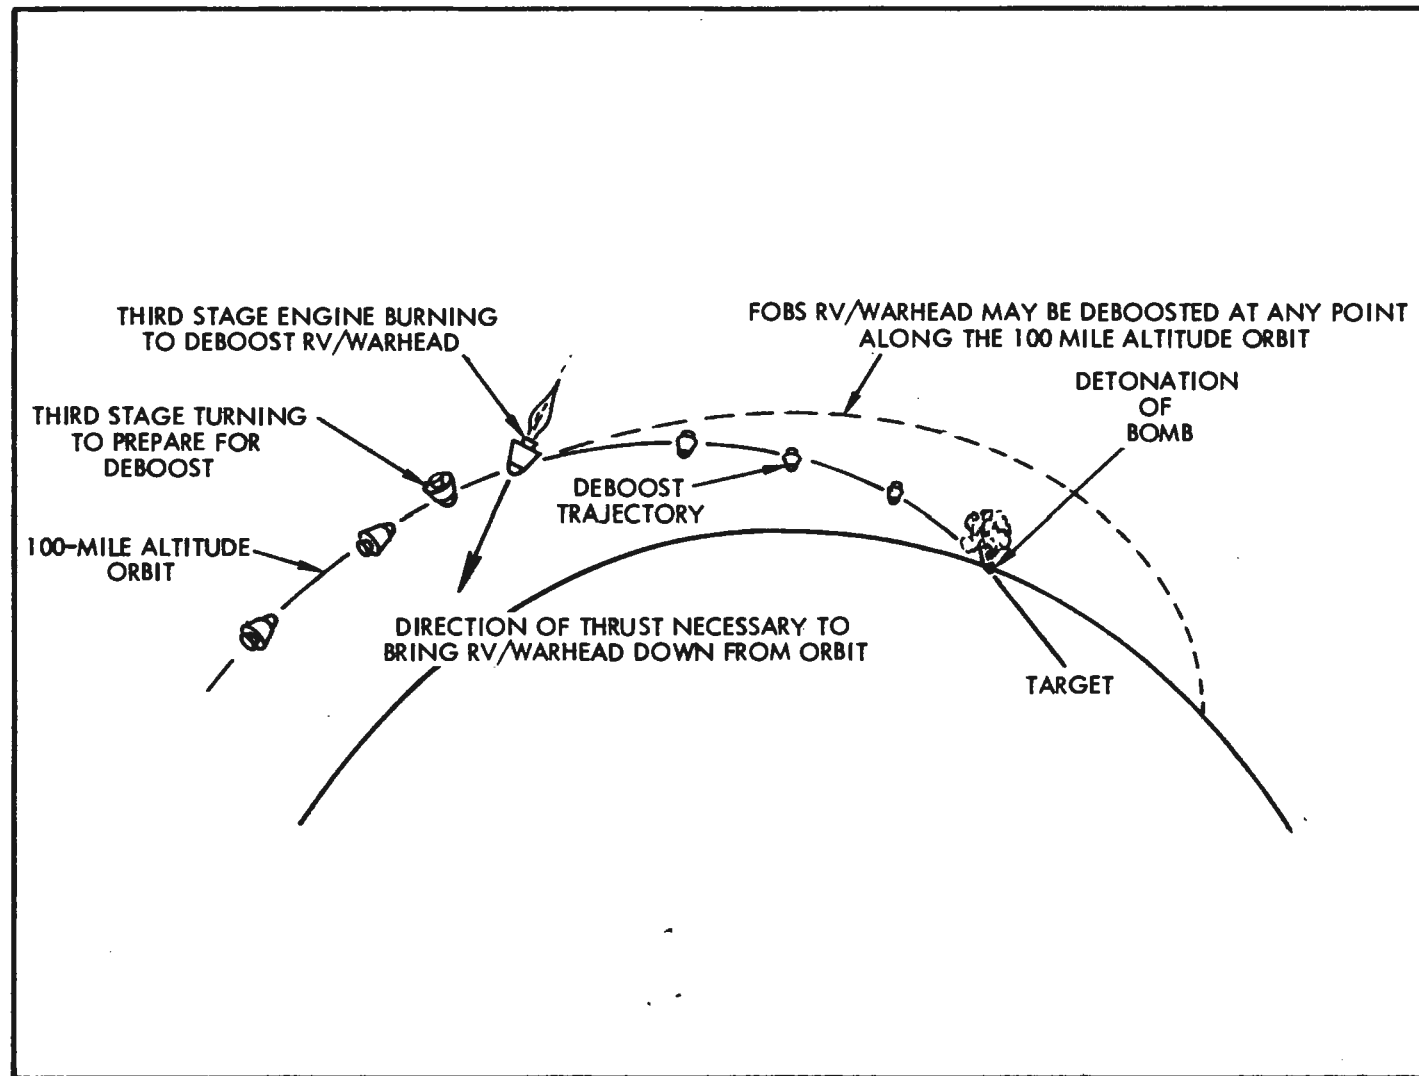 THIRD STAGE ENGINE BURNING
TO DEBOOST RV/WARHEAD
FOBS RV/WARHEAD MAY BE DEBOOSTED AT ANY POINT
ALONG THE 100 MILE ALTITUDE ORBIT
DETONATION
OF
BOMB
THIRD STAGE TURNING
TO PREPARE FOR
DEBOOST
DEBOOST
TRAJECTORY
100-MILE ALTITUDE
ORBIT
DIRECTION OF THRUST NECESSARY TO
BRING RV/WARHEAD DOWN FROM ORBIT
TARGET